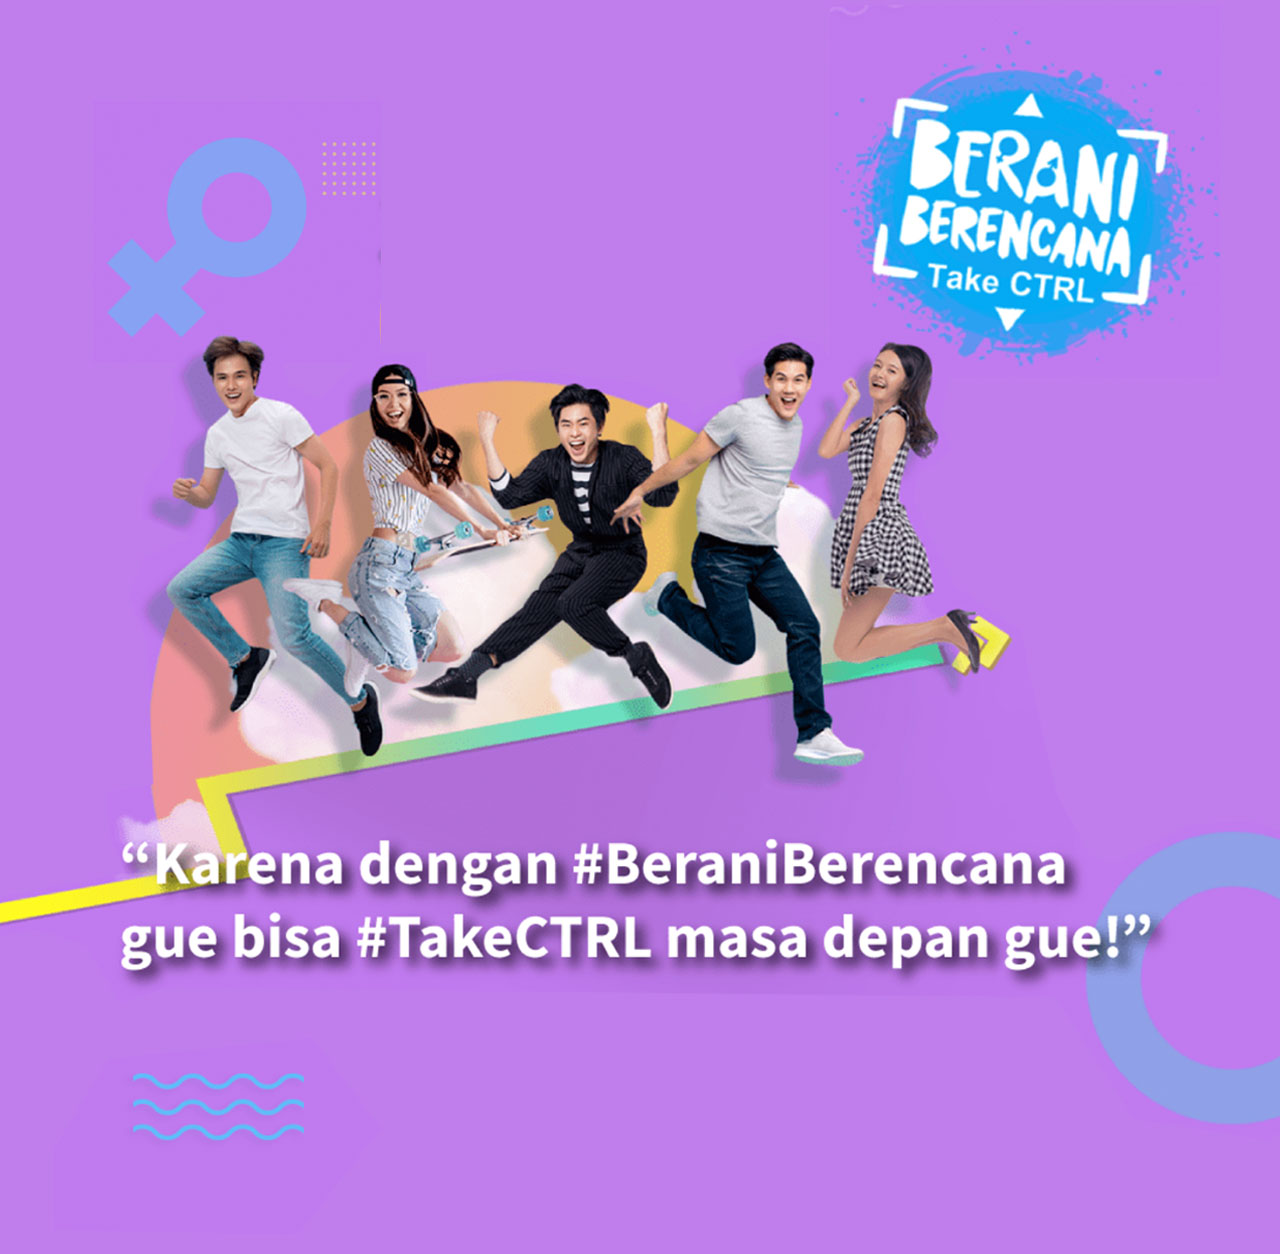 BERANI
BERENCANA
Take CTRL
“Karena dengan #BeraniBerencana
gue bisa #TakeCTRL masa depan gue!”